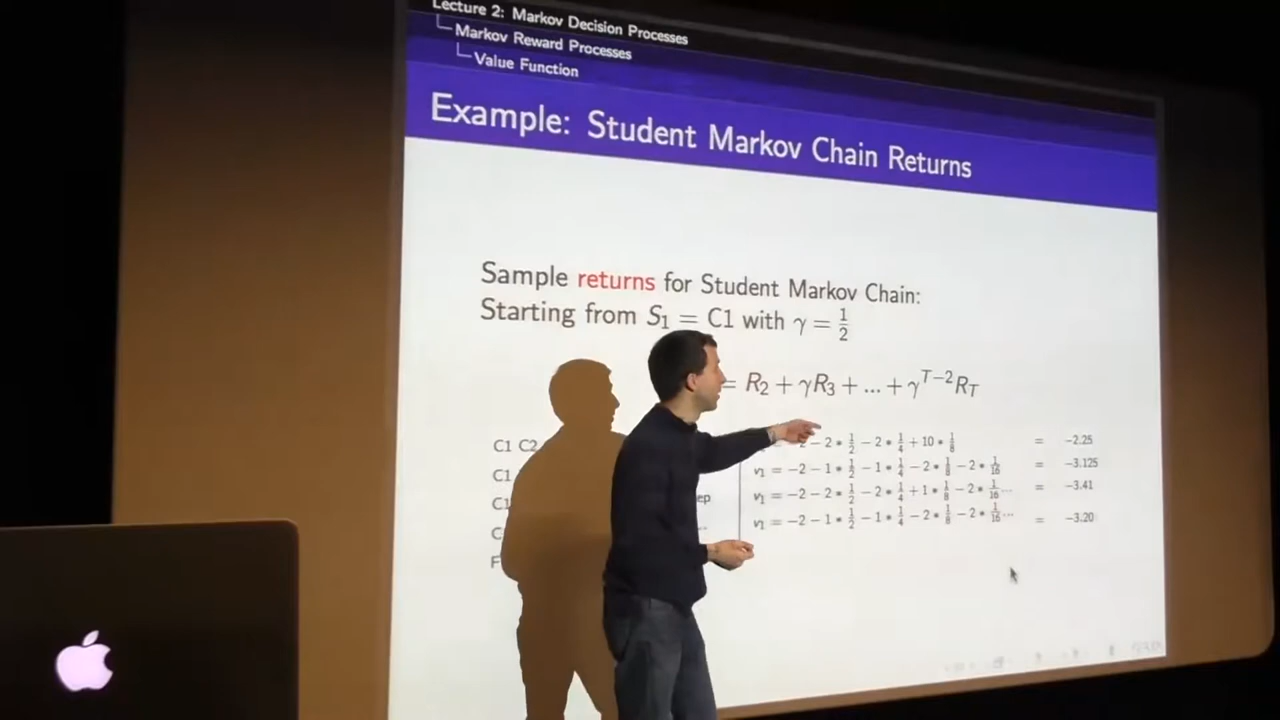 Lecture 2: Markov Decision Processes
Markov Reward Processes
Value Function
Example: Student Markov Chain Returns
Sample returns for Student Markov Chain:
Starting from S₁ = C1 with γ = 1/2
= R₂ + γR₃ + ... + γᵀ⁻²R_T
C1 C2 − 2 * 1/2 − 2 * 1/4 + 10 * 1/8 = −2.25
C1 v₁ = −2 − 1 * 1/2 − 1 * 1/4 − 2 * 1/8 − 2 * 1/16 = −3.125
C1 ep v₁ = −2 − 2 * 1/2 − 2 * 1/4 + 1 * 1/8 − 2 * 1/16 ... = −3.41
C ... v₁ = −2 − 1 * 1/2 − 1 * 1/4 − 2 * 1/8 − 2 * 1/16 ... = −3.20
F